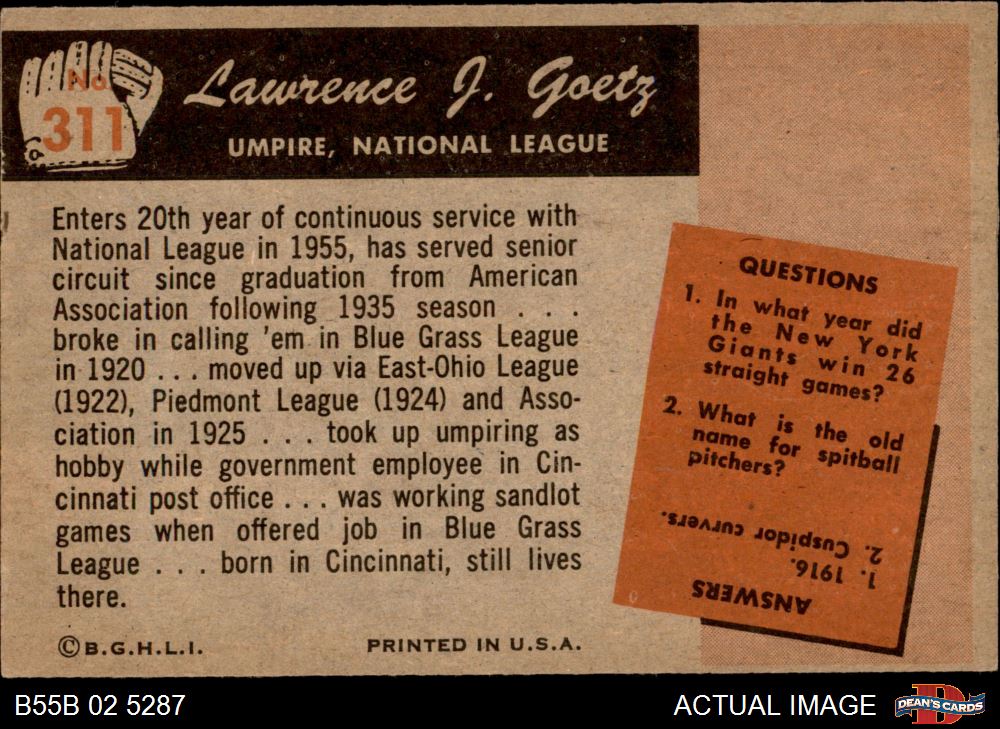 No.
311
Lawrence J. Goetz
UMPIRE, NATIONAL LEAGUE
Enters 20th year of continuous service with
National League in 1955, has served senior
circuit since graduation from American
Association following 1935 season . . .
broke in calling 'em in Blue Grass League
in 1920 . . . moved up via East-Ohio League
(1922), Piedmont League (1924) and Asso-
ciation in 1925 . . . took up umpiring as
hobby while government employee in Cin-
cinnati post office . . . was working sandlot
games when offered job in Blue Grass
League . . . born in Cincinnati, still lives
there.
©B.G.H.L.I.
PRINTED IN U.S.A.
QUESTIONS
1. In what year did
the New York
Giants win 26
straight games?
2. What is the old
name for spitball
pitchers?
ANSWERS
1. 1916.
2. Cuspidor curvers.
B55B 02 5287
ACTUAL IMAGE
D
DEAN'S CARDS